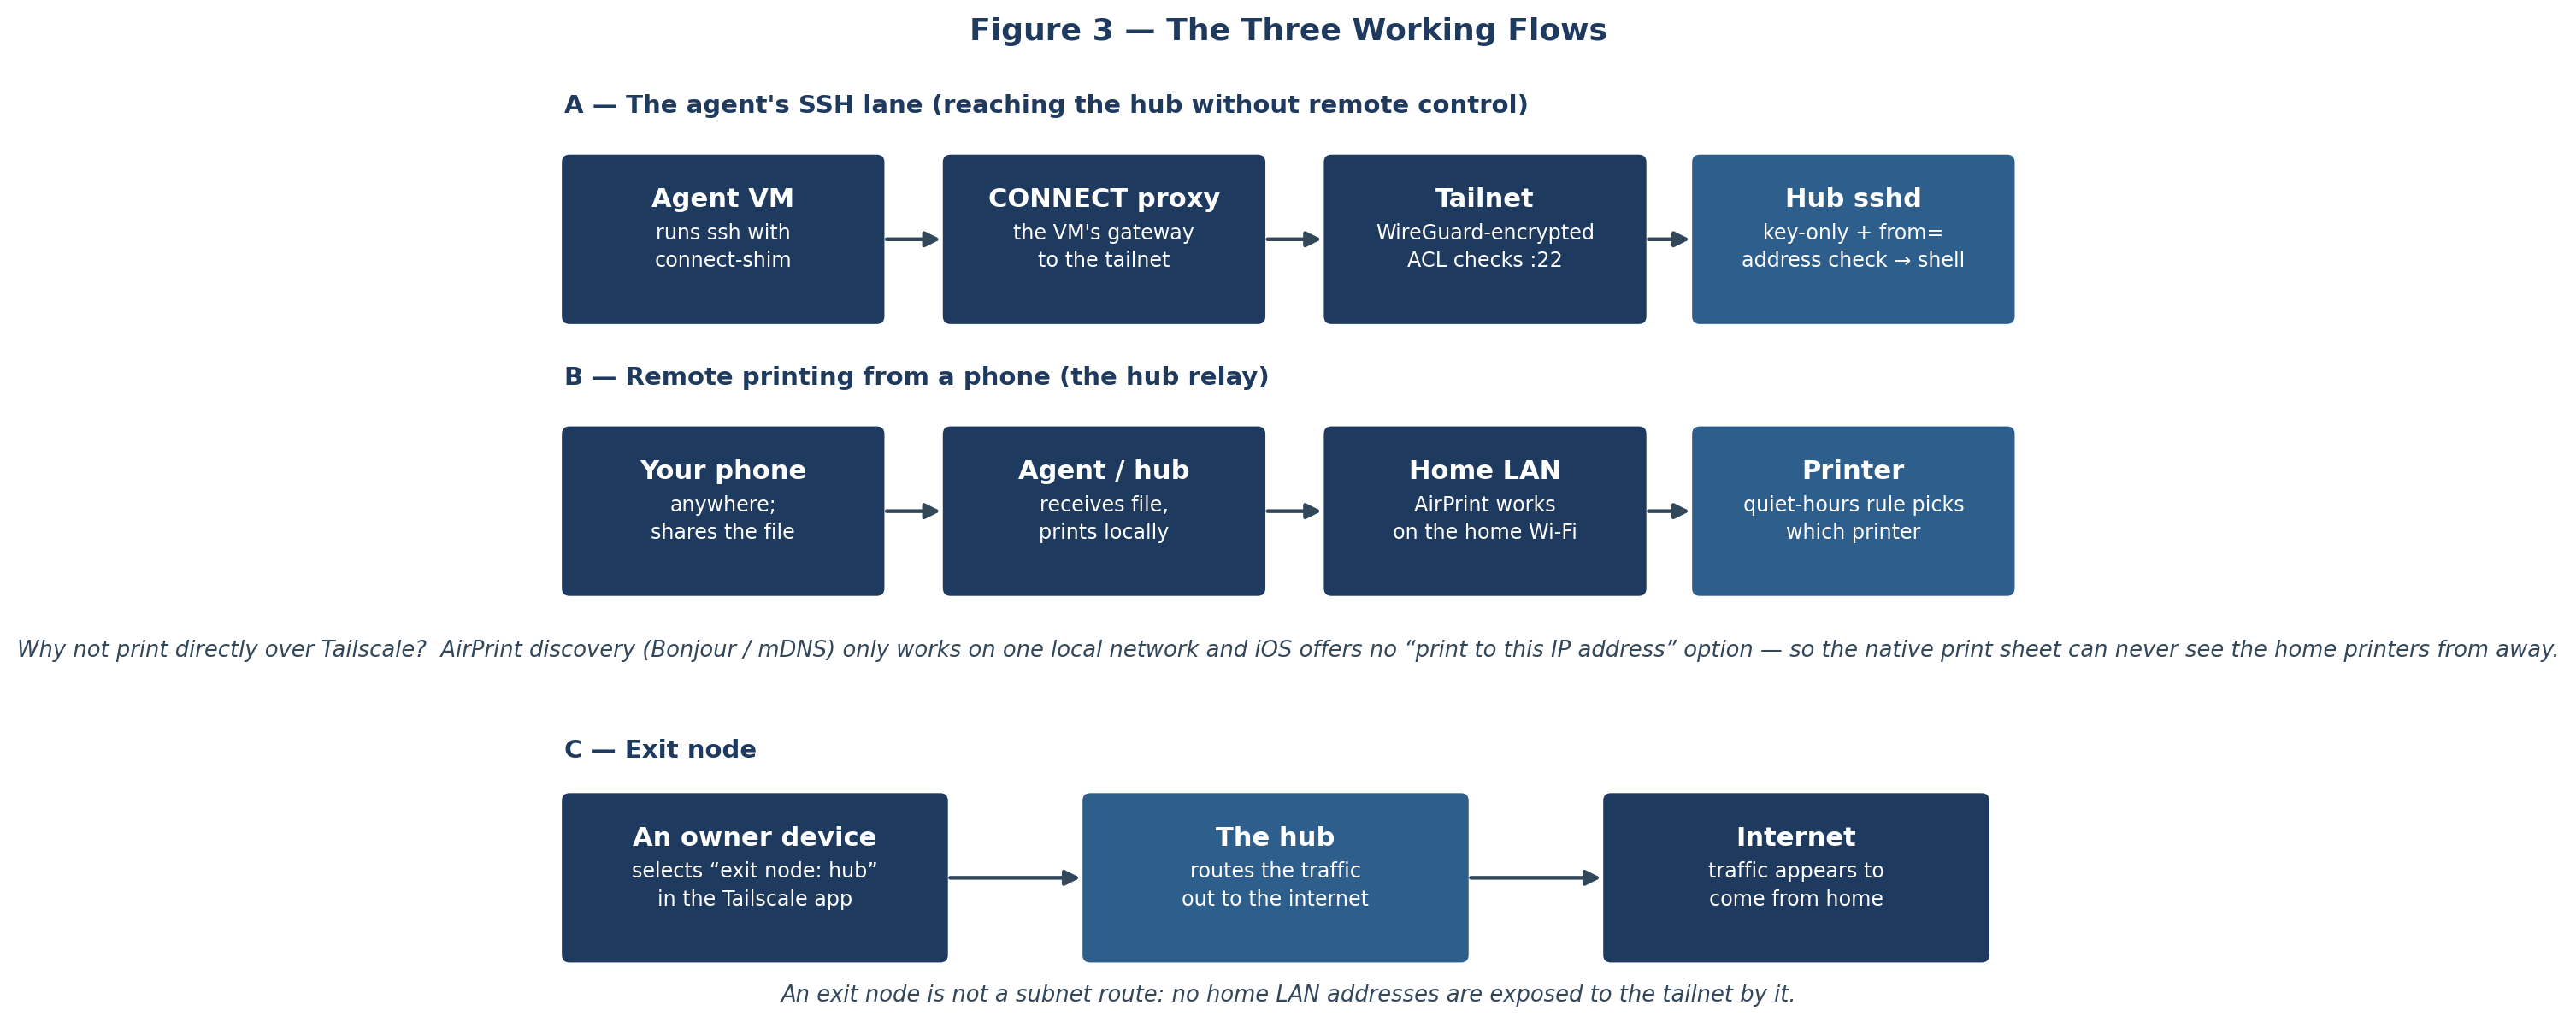 Figure 3 — The Three Working Flows
A — The agent's SSH lane (reaching the hub without remote control)
Agent VM
runs ssh with
connect-shim
CONNECT proxy
the VM's gateway
to the tailnet
Tailnet
WireGuard-encrypted
ACL checks :22
Hub sshd
key-only + from=
address check → shell
B — Remote printing from a phone (the hub relay)
Your phone
anywhere;
shares the file
Agent / hub
receives file,
prints locally
Home LAN
AirPrint works
on the home Wi-Fi
Printer
quiet-hours rule picks
which printer
Why not print directly over Tailscale?  AirPrint discovery (Bonjour / mDNS) only works on one local network and iOS offers no “print to this IP address” option — so the native print sheet can never see the home printers from away.
C — Exit node
An owner device
selects “exit node: hub”
in the Tailscale app
The hub
routes the traffic
out to the internet
Internet
traffic appears to
come from home
An exit node is not a subnet route: no home LAN addresses are exposed to the tailnet by it.